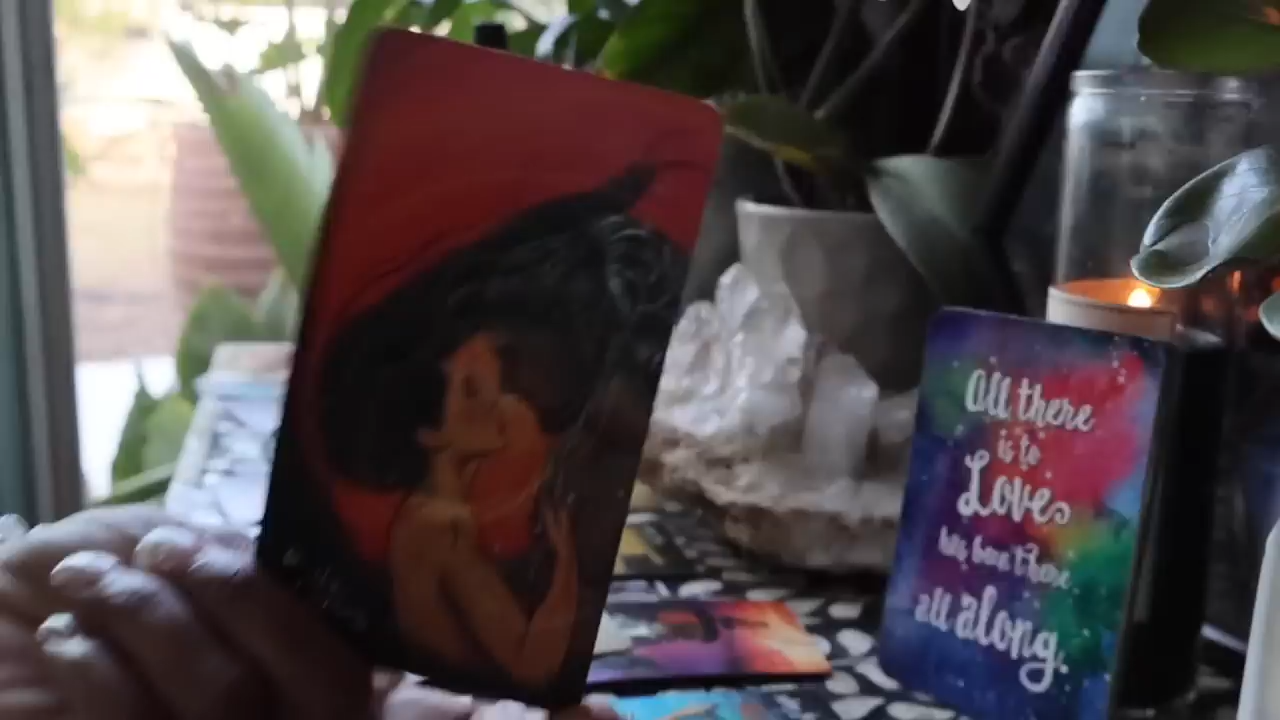 All there
is to
Love
has been There
all along.